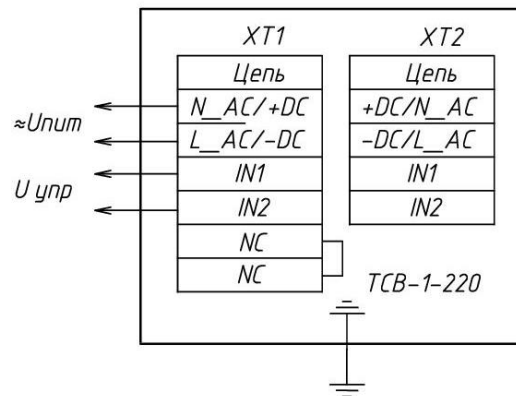 XT1
XT2
Цепь
Цепь
N_AC/+DC
+DC/N_AC
≈Uпит
L_AC/-DC
-DC/L_AC
IN1
IN1
U упр
IN2
IN2
NC
NC
ТСВ-1-220